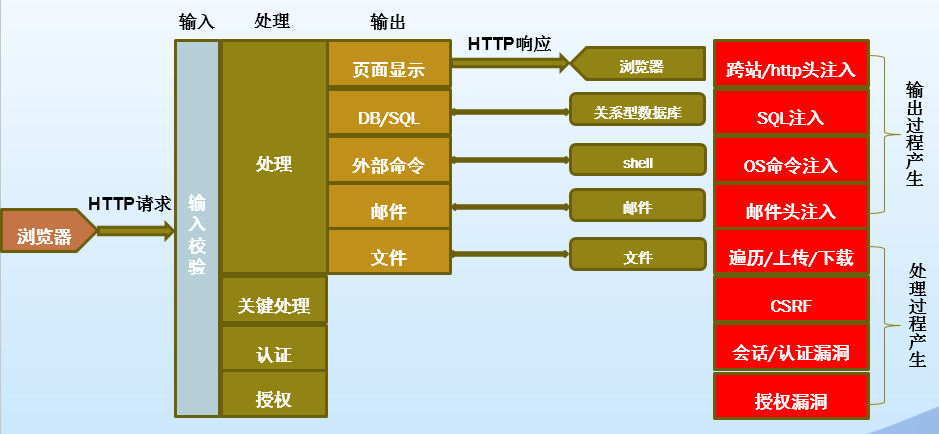 输入
处理
输出
HTTP响应
页面显示
浏览器
跨站/http头注入
DB/SQL
关系型数据库
SQL注入
处理
外部命令
shell
OS命令注入
输出过程产生
HTTP请求
浏览器
输入校验
邮件
邮件
邮件头注入
文件
文件
遍历/上传/下载
关键处理
CSRF
处理过程产生
认证
会话/认证漏洞
授权
授权漏洞